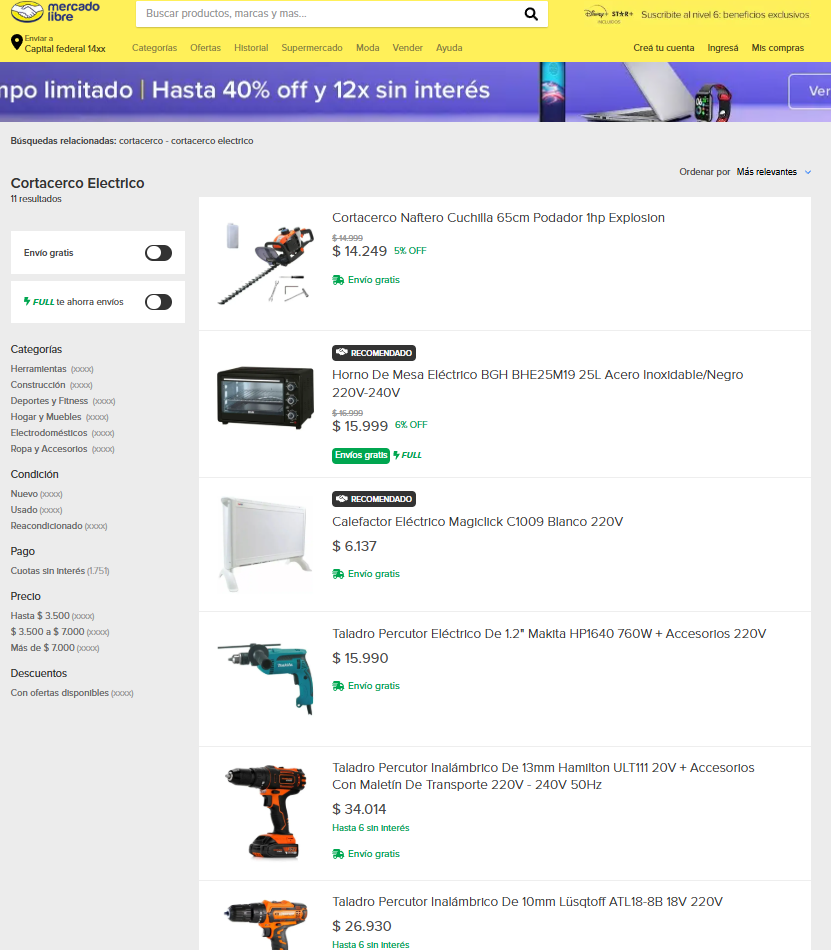 mercado
libre
Buscar productos, marcas y mas...
Disney+ STAR+
INCLUIDOS
Suscribite al nivel 6: beneficios exclusivos
Enviar a
Capital federal 14xx
Categorías Ofertas Historial Supermercado Moda Vender Ayuda
Creá tu cuenta Ingresá Mis compras
mpo limitado | Hasta 40% off y 12x sin interés
Ver
Búsquedas relacionadas: cortacerco - cortacerco electrico
Ordenar por Más relevantes
Cortacerco Electrico
11 resultados
Envío gratis
FULL te ahorra envíos
Categorías
Herramientas (xxxx)
Construcción (xxxx)
Deportes y Fitness (xxxx)
Hogar y Muebles (xxxx)
Electrodomésticos (xxxx)
Ropa y Accesorios (xxxx)
Condición
Nuevo (xxxx)
Usado (xxxx)
Reacondicionado (xxxx)
Pago
Cuotas sin interés (1.751)
Precio
Hasta $ 3.500 (xxxx)
$ 3.500 a $ 7.000 (xxxx)
Más de $ 7.000 (xxxx)
Descuentos
Con ofertas disponibles (xxxx)
Cortacerco Naftero Cuchilla 65cm Podador 1hp Explosion
$ 14.999
$ 14.249 5% OFF
Envío gratis
RECOMENDADO
Horno De Mesa Eléctrico BGH BHE25M19 25L Acero Inoxidable/Negro
220V-240V
$ 16.999
$ 15.999 6% OFF
Envíos gratis FULL
RECOMENDADO
Calefactor Eléctrico Magiclick C1009 Blanco 220V
$ 6.137
Envío gratis
Taladro Percutor Eléctrico De 1.2" Makita HP1640 760W + Accesorios 220V
$ 15.990
Envío gratis
Taladro Percutor Inalámbrico De 13mm Hamilton ULT111 20V + Accesorios
Con Maletín De Transporte 220V - 240V 50Hz
$ 34.014
Hasta 6 sin interés
Envío gratis
Taladro Percutor Inalámbrico De 10mm Lüsqtoff ATL18-8B 18V 220V
$ 26.930
Hasta 6 sin interés